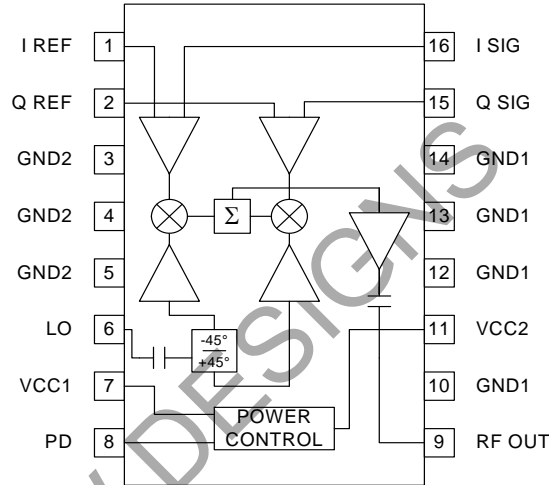 I REF 1 16 I SIG
Q REF 2 15 Q SIG
GND2 3 14 GND1
GND2 4 Σ 13 GND1
GND2 5 12 GND1
LO 6 -45° +45° 11 VCC2
VCC1 7 10 GND1
PD 8 POWER CONTROL 9 RF OUT
DESIGNS